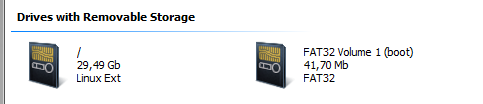 Drives with Removable Storage
/
29,49 Gb
Linux Ext
FAT32 Volume 1 (boot)
41,70 Mb
FAT32